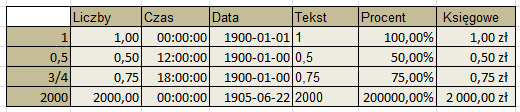 Liczby Czas Data Tekst Procent Księgowe
1 1,00 00:00:00 1900-01-01 1 100,00% 1,00 zł
0,5 0,50 12:00:00 1900-01-00 0,5 50,00% 0,50 zł
3/4 0,75 18:00:00 1900-01-00 0,75 75,00% 0,75 zł
2000 2000,00 00:00:00 1905-06-22 2000 200000,00% 2 000,00 zł